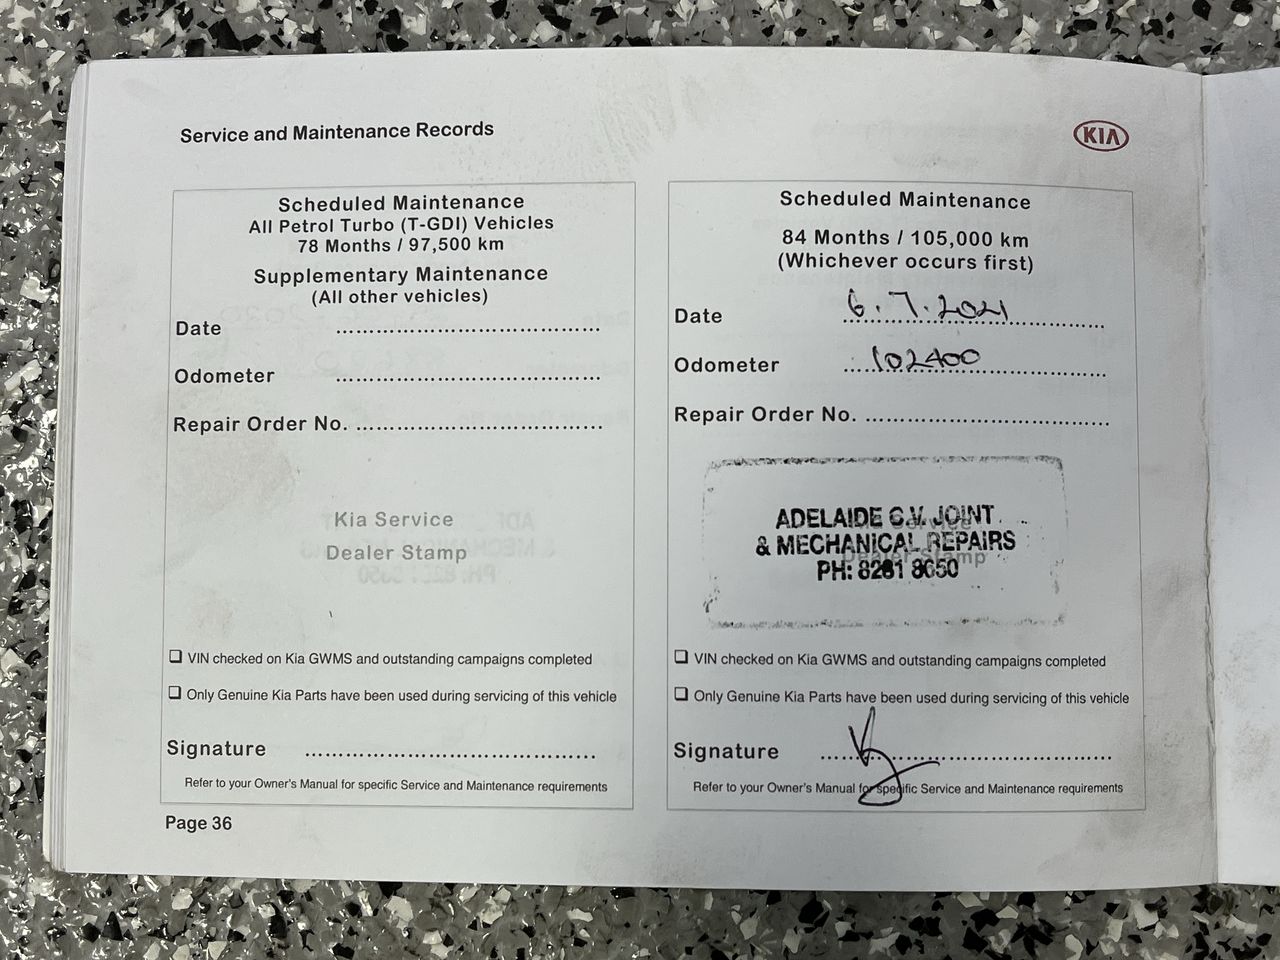 Service and Maintenance Records
KIA
Scheduled Maintenance
All Petrol Turbo (T-GDI) Vehicles
78 Months / 97,500 km
Supplementary Maintenance
(All other vehicles)
Date ........................................
Odometer ........................................
Repair Order No. ........................................
Kia Service
Dealer Stamp
❑ VIN checked on Kia GWMS and outstanding campaigns completed
❑ Only Genuine Kia Parts have been used during servicing of this vehicle
Signature ........................................
Refer to your Owner's Manual for specific Service and Maintenance requirements
Page 36
Scheduled Maintenance
84 Months / 105,000 km
(Whichever occurs first)
Date 6.7.2021
Odometer 102400
Repair Order No. ........................................
ADELAIDE C.V. JOINT
& MECHANICAL REPAIRS
PH: 8281 8650
Kia Service
Dealer Stamp
❑ VIN checked on Kia GWMS and outstanding campaigns completed
❑ Only Genuine Kia Parts have been used during servicing of this vehicle
Signature ........................................
Refer to your Owner's Manual for specific Service and Maintenance requirements